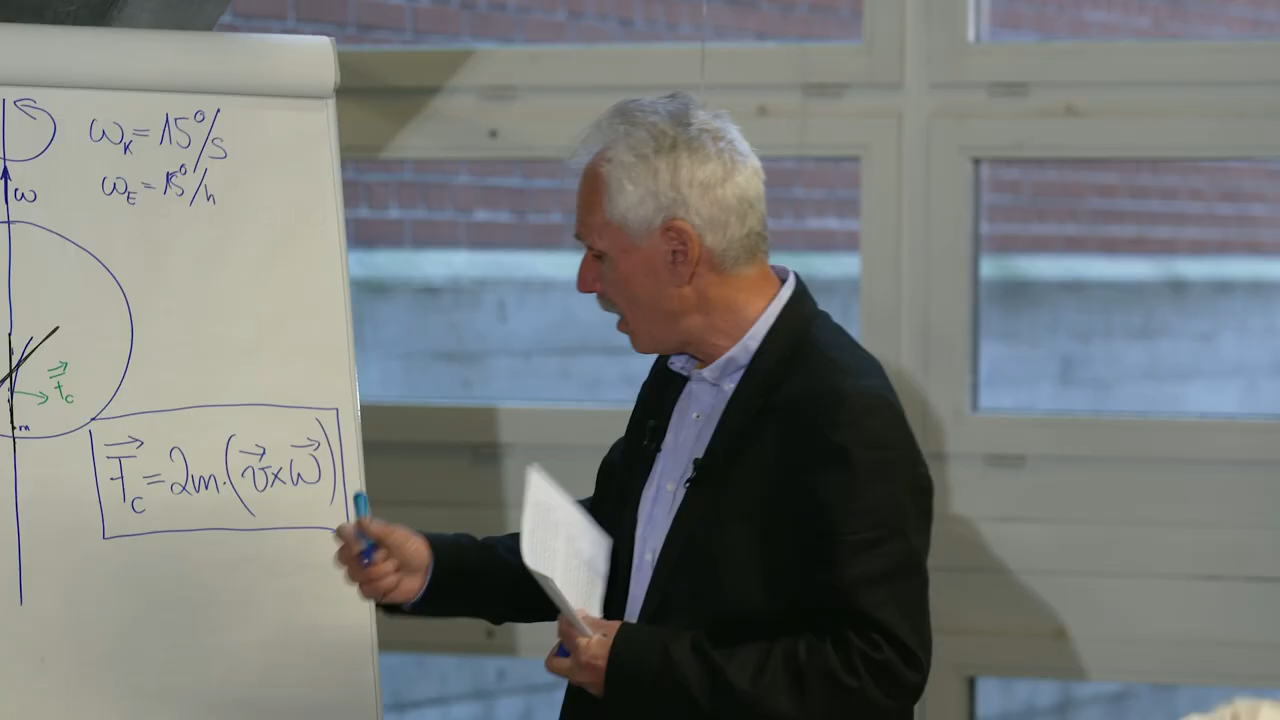 ω_K = 15°/s
ω_E = 15°/h
ω
F_c
m
F_c = 2m·(v×ω)